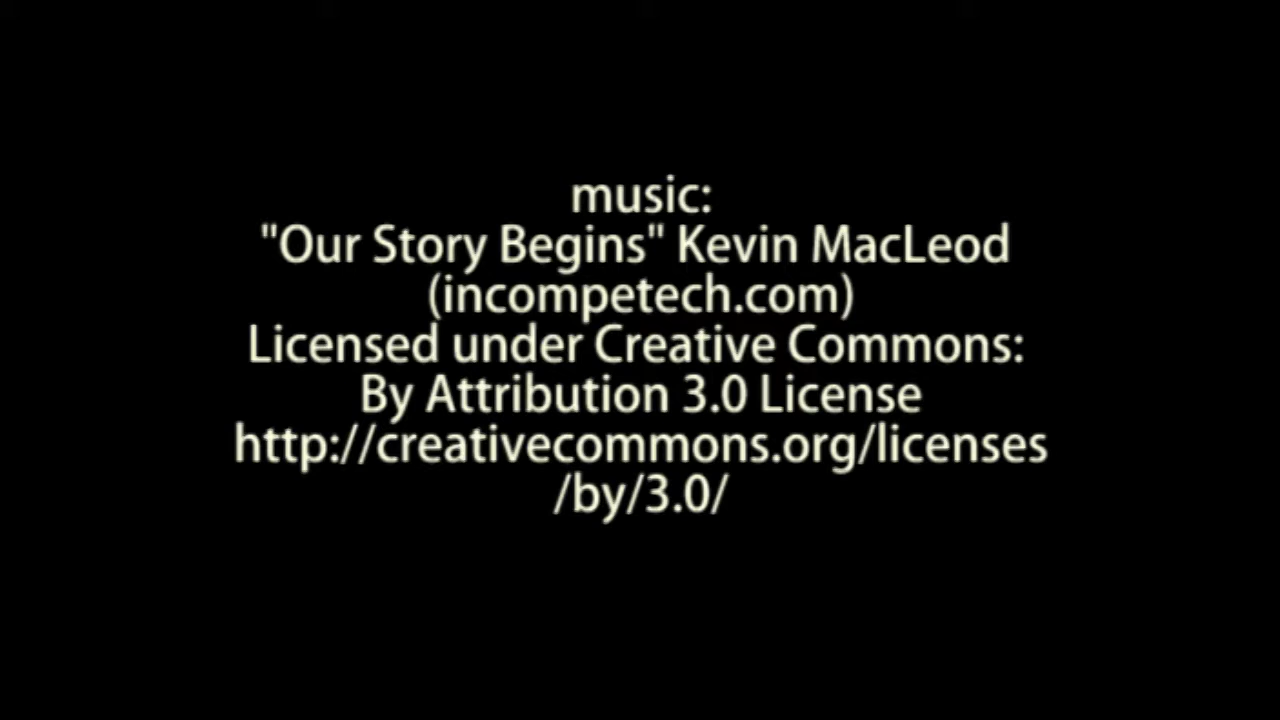 music:
"Our Story Begins" Kevin MacLeod
(incompetech.com)
Licensed under Creative Commons:
By Attribution 3.0 License
http://creativecommons.org/licenses
/by/3.0/